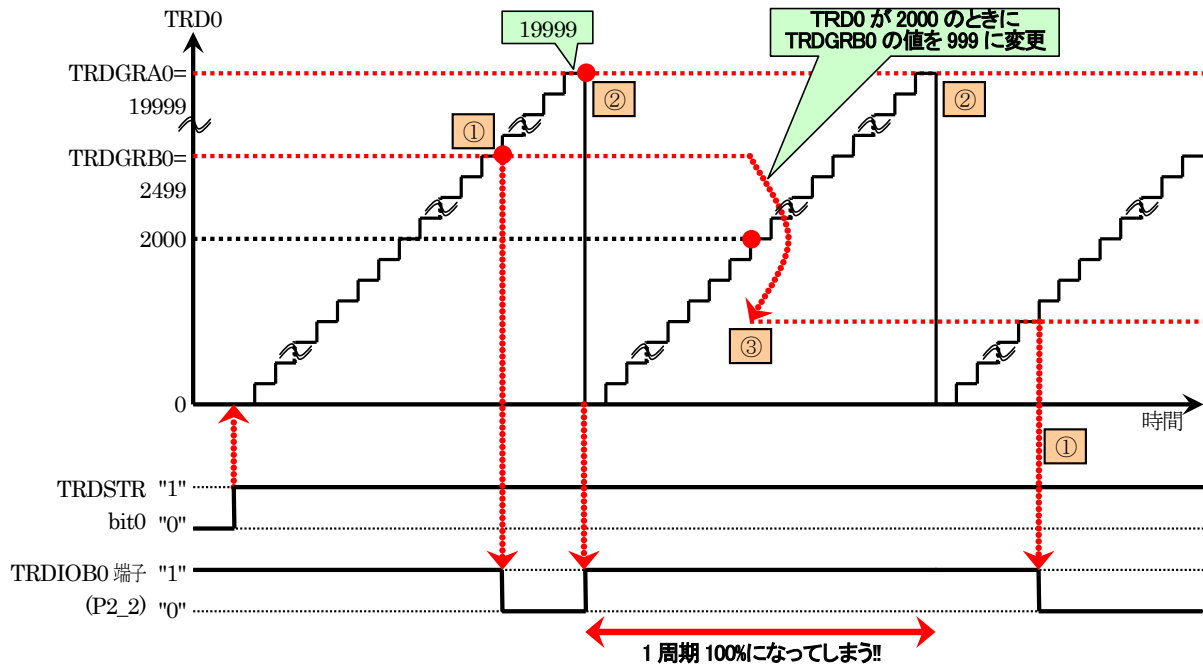 TRD0
19999
TRD0 が 2000 のときに
TRDGRB0 の値を 999 に変更
TRDGRA0=
19999
②
②
①
TRDGRB0=
2499
2000
③
0
時間
①
TRDSTR "1"
bit0 "0"
TRDIOB0 端子 "1"
(P2_2) "0"
1 周期 100%になってしまう!!